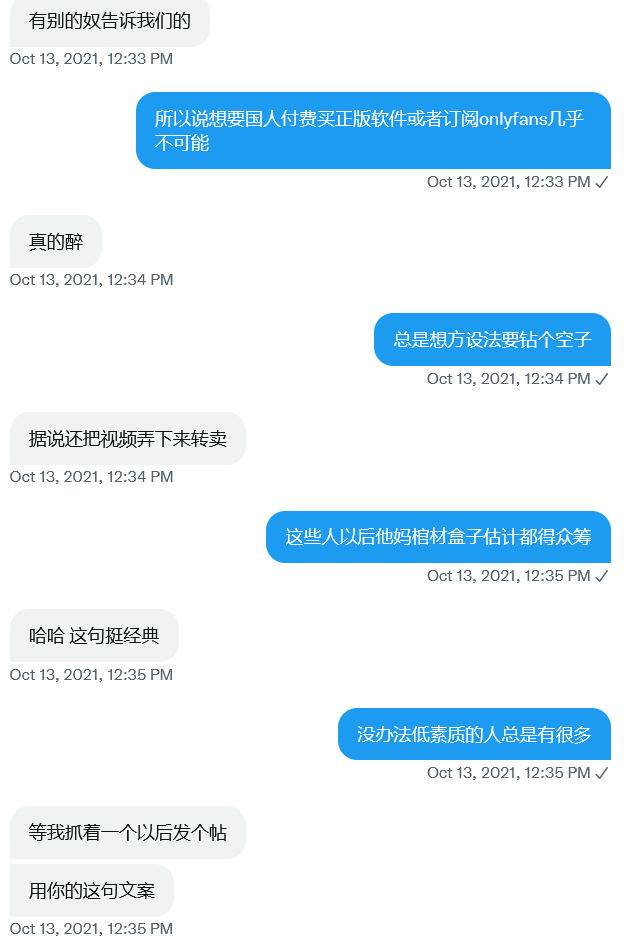 有别的奴告诉我们的
Oct 13, 2021, 12:33 PM
所以说想要国人付费买正版软件或者订阅onlyfans几乎
不可能
Oct 13, 2021, 12:33 PM ✓
真的醉
Oct 13, 2021, 12:34 PM
总是想方设法要钻个空子
Oct 13, 2021, 12:34 PM ✓
据说还把视频弄下来转卖
Oct 13, 2021, 12:34 PM
这些人以后他妈棺材盒子估计都得众筹
Oct 13, 2021, 12:35 PM ✓
哈哈 这句挺经典
Oct 13, 2021, 12:35 PM
没办法低素质的人总是有很多
Oct 13, 2021, 12:35 PM ✓
等我抓着一个以后发个帖
用你的这句文案
Oct 13, 2021, 12:35 PM